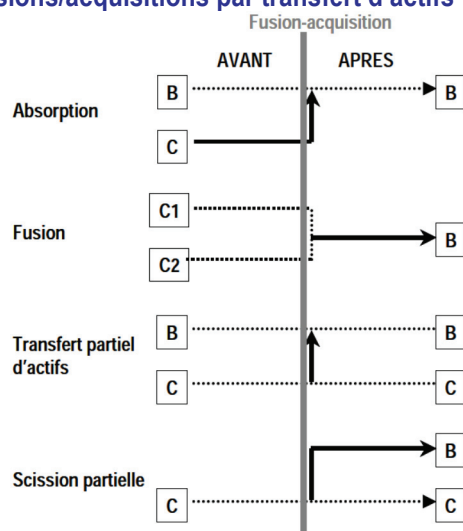 sions/acquisitions par transfert d'actifs
Fusion-acquisition
AVANT APRES
B B
Absorption
C
C1
Fusion B
C2
B B
Transfert partiel
d'actifs
C C
B
Scission partielle
C C